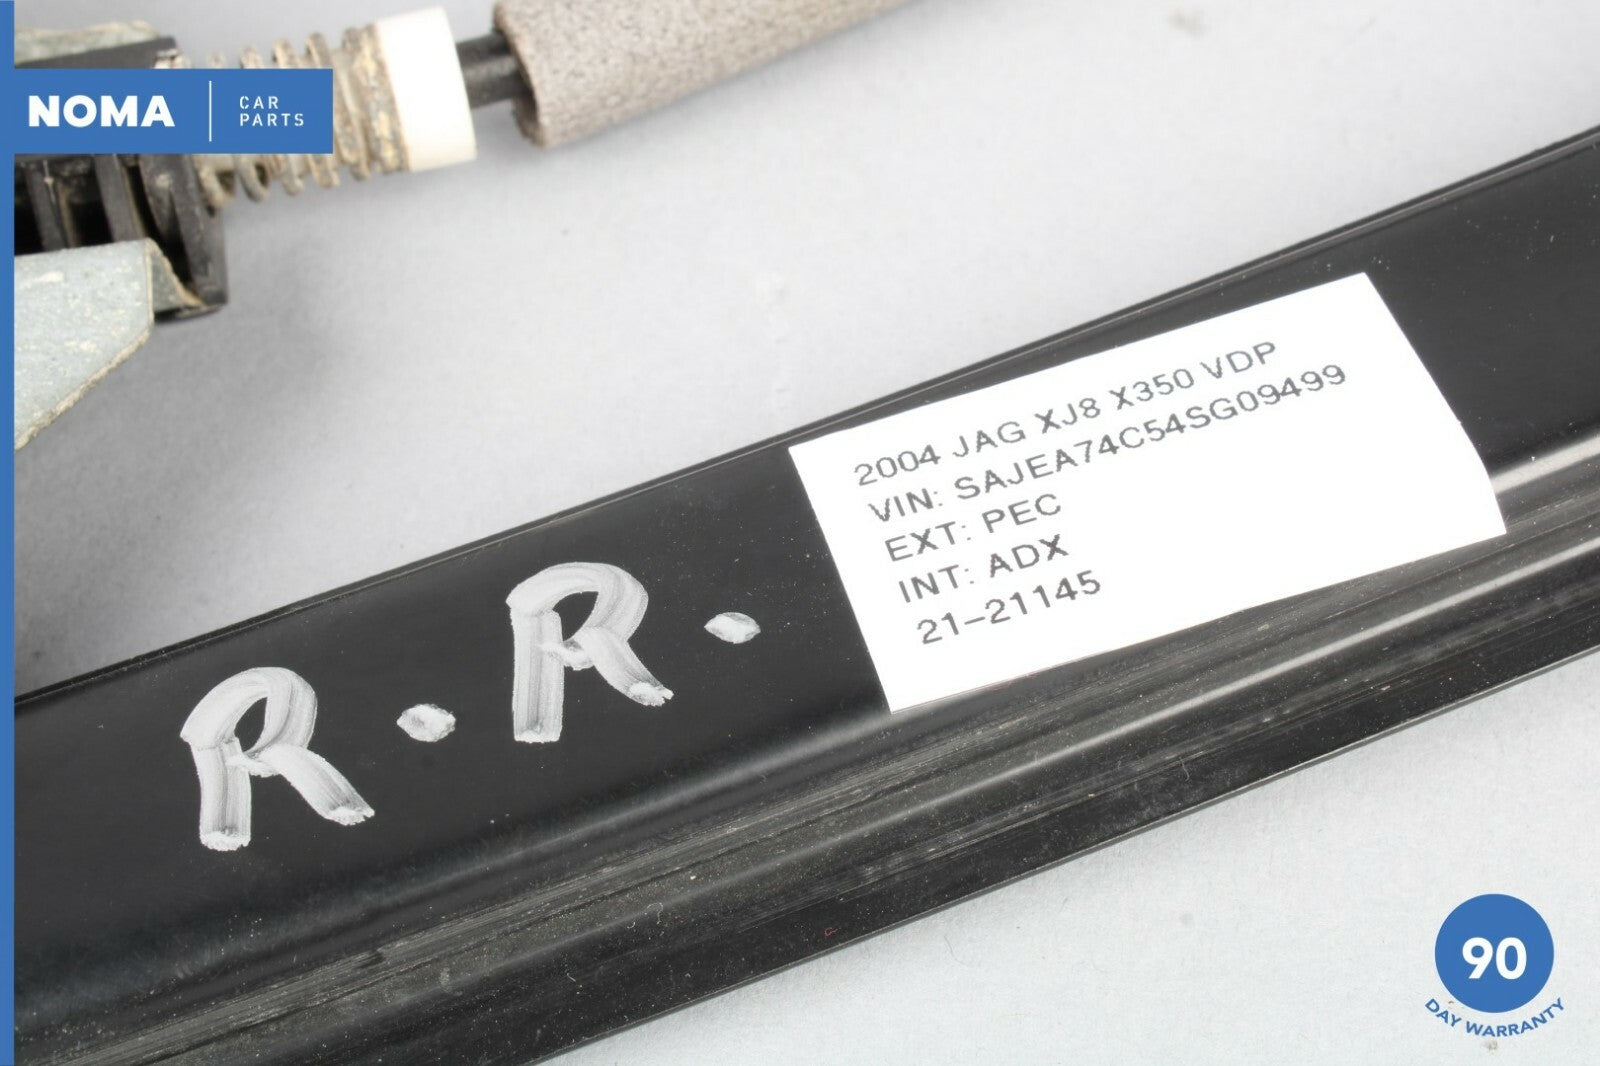 NOMA
CAR
PARTS
2004 JAG XJ8 X350 VDP
VIN: SAJEA74C54SG09499
EXT: PEC
INT: ADX
21-21145
R.R.
90
DAY WARRANTY